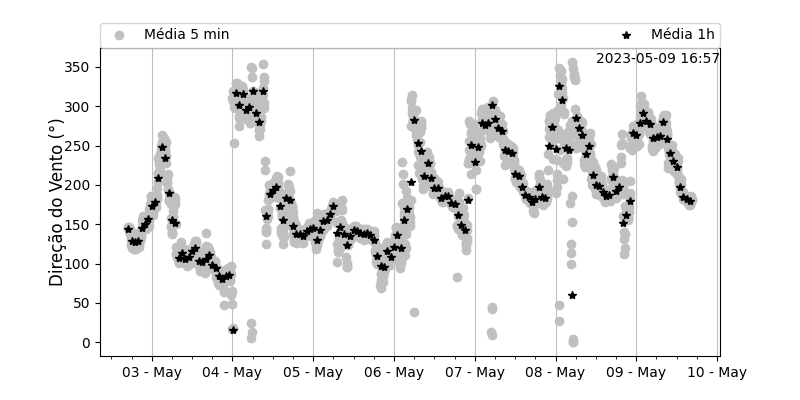 Média 5 min
Média 1h
2023-05-09 16:57
Direção do Vento (°)
350
300
250
200
150
100
50
0
03 - May
04 - May
05 - May
06 - May
07 - May
08 - May
09 - May
10 - May